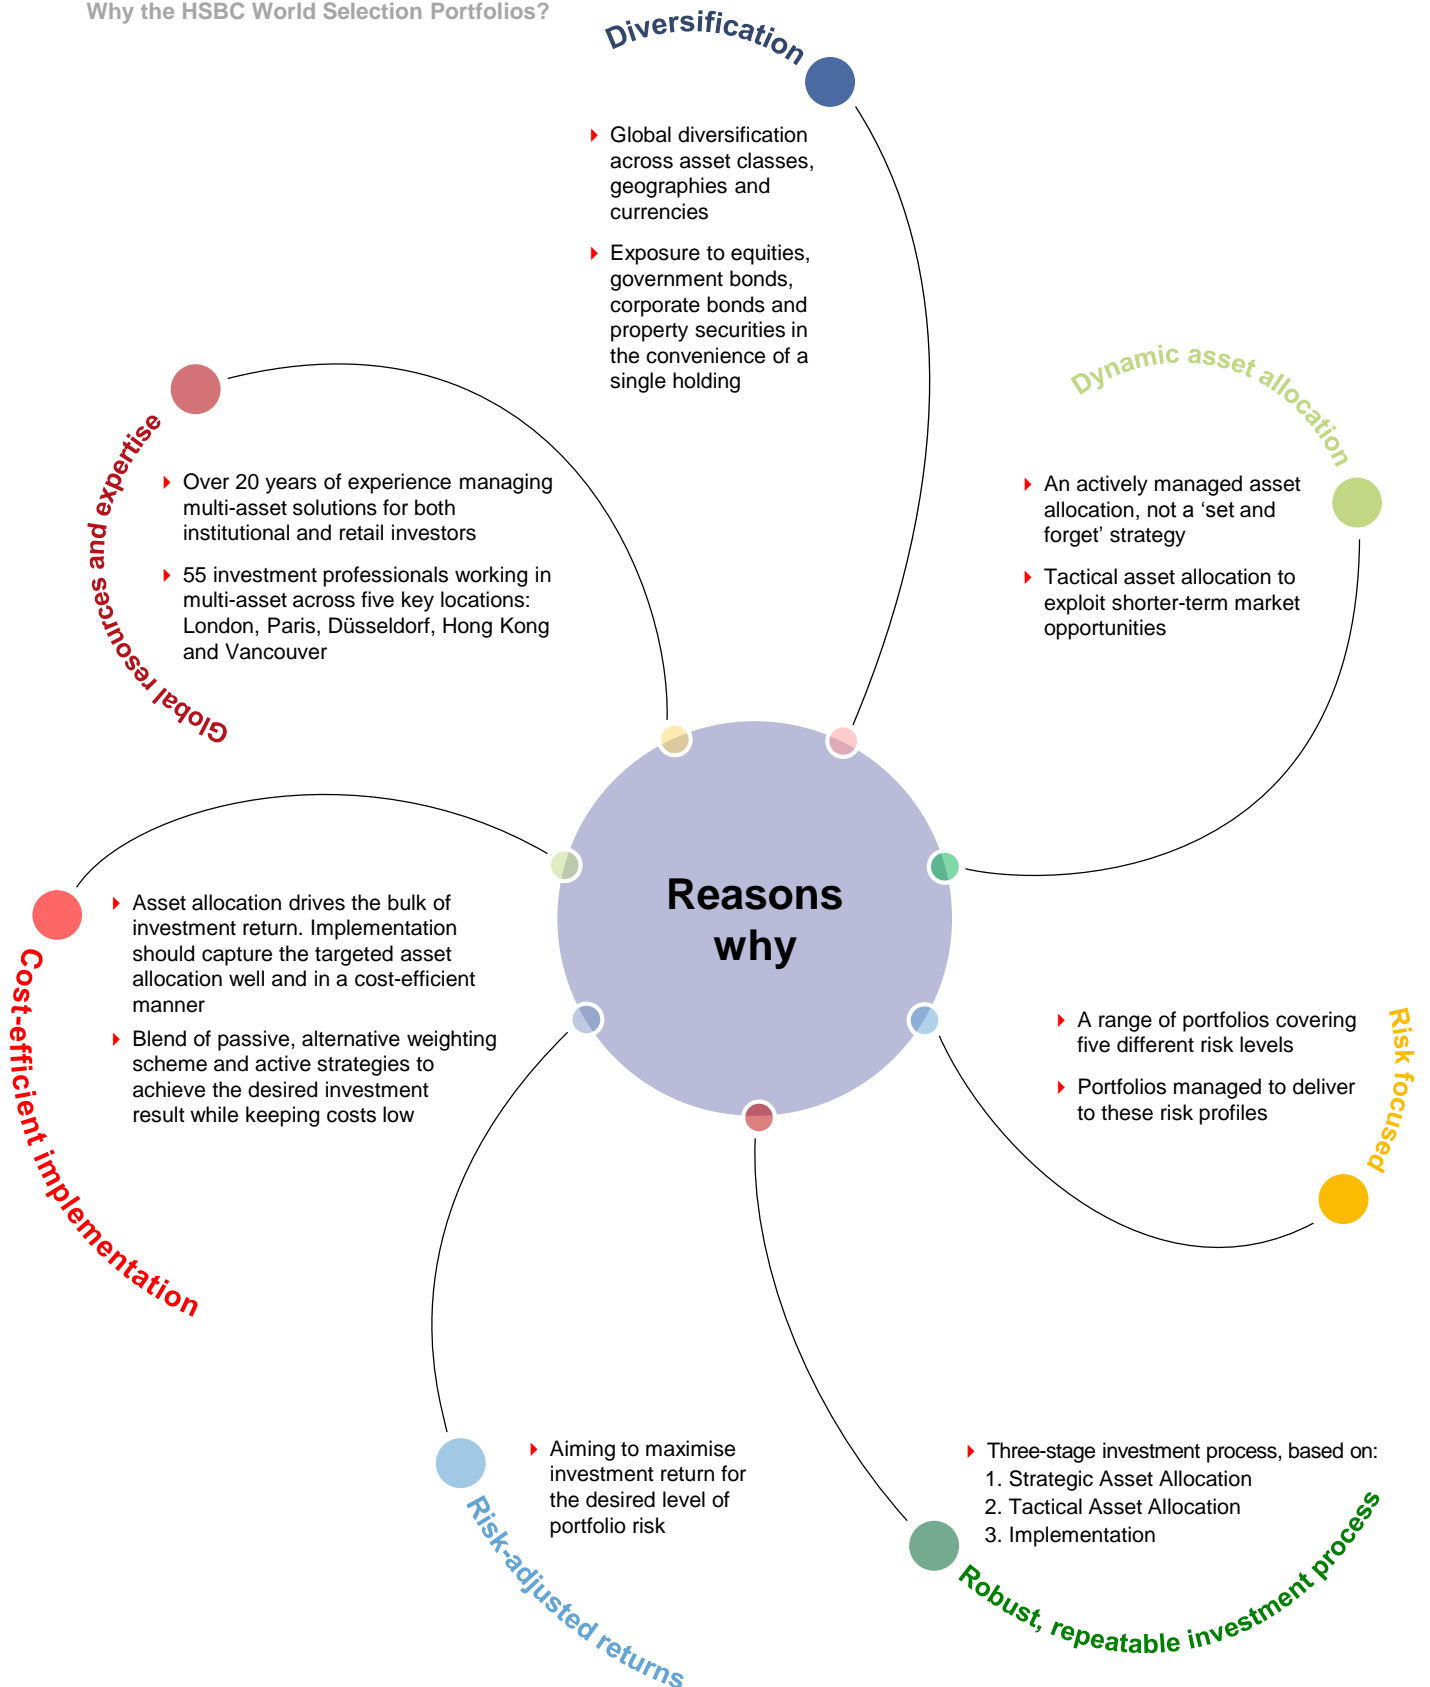 Why the HSBC World Selection Portfolios?
Diversification
Global diversification
across asset classes,
geographies and
currencies
Exposure to equities,
government bonds,
corporate bonds and
property securities in
the convenience of a
single holding
Dynamic asset allocation
An actively managed asset
allocation, not a ‘set and
forget’ strategy
Tactical asset allocation to
exploit shorter-term market
opportunities
Global resources and expertise
Over 20 years of experience managing
multi-asset solutions for both
institutional and retail investors
55 investment professionals working in
multi-asset across five key locations:
London, Paris, Düsseldorf, Hong Kong
and Vancouver
Reasons
why
Cost-efficient implementation
Asset allocation drives the bulk of
investment return. Implementation
should capture the targeted asset
allocation well and in a cost-efficient
manner
Blend of passive, alternative weighting
scheme and active strategies to
achieve the desired investment
result while keeping costs low
Risk focused
A range of portfolios covering
five different risk levels
Portfolios managed to deliver
to these risk profiles
Risk-adjusted returns
Aiming to maximise
investment return for
the desired level of
portfolio risk
Three-stage investment process, based on:
1. Strategic Asset Allocation
2. Tactical Asset Allocation
3. Implementation
Robust, repeatable investment process